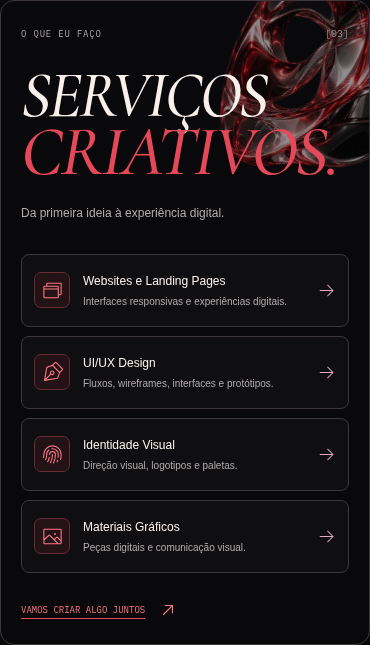 O QUE EU FAÇO
[03]
SERVIÇOS
CRIATIVOS.
Da primeira ideia à experiência digital.
Websites e Landing Pages
Interfaces responsivas e experiências digitais.
UI/UX Design
Fluxos, wireframes, interfaces e protótipos.
Identidade Visual
Direção visual, logotipos e paletas.
Materiais Gráficos
Peças digitais e comunicação visual.
VAMOS CRIAR ALGO JUNTOS